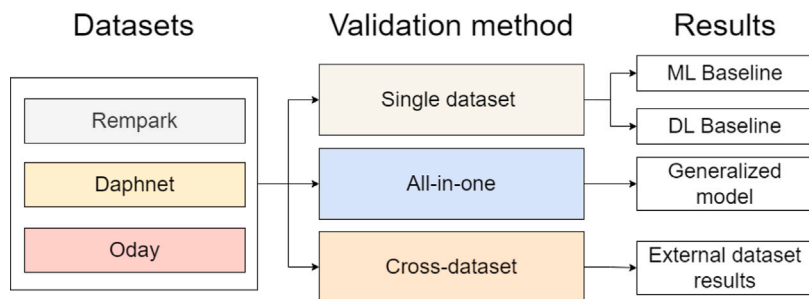 Datasets
Validation method
Results
Rempark
Daphnet
Oday
Single dataset
All-in-one
Cross-dataset
ML Baseline
DL Baseline
Generalized
model
External dataset
results